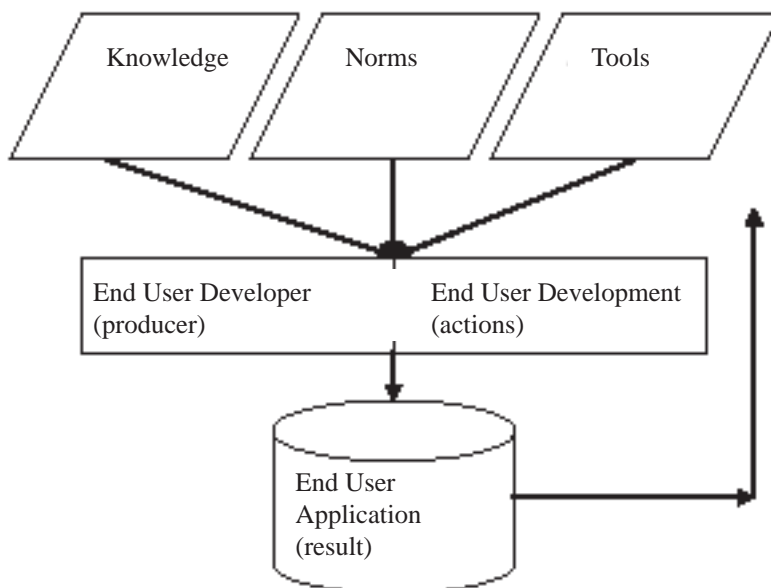 Knowledge
Norms
Tools
End User Developer
(producer)
End User Development
(actions)
End User
Application
(result)